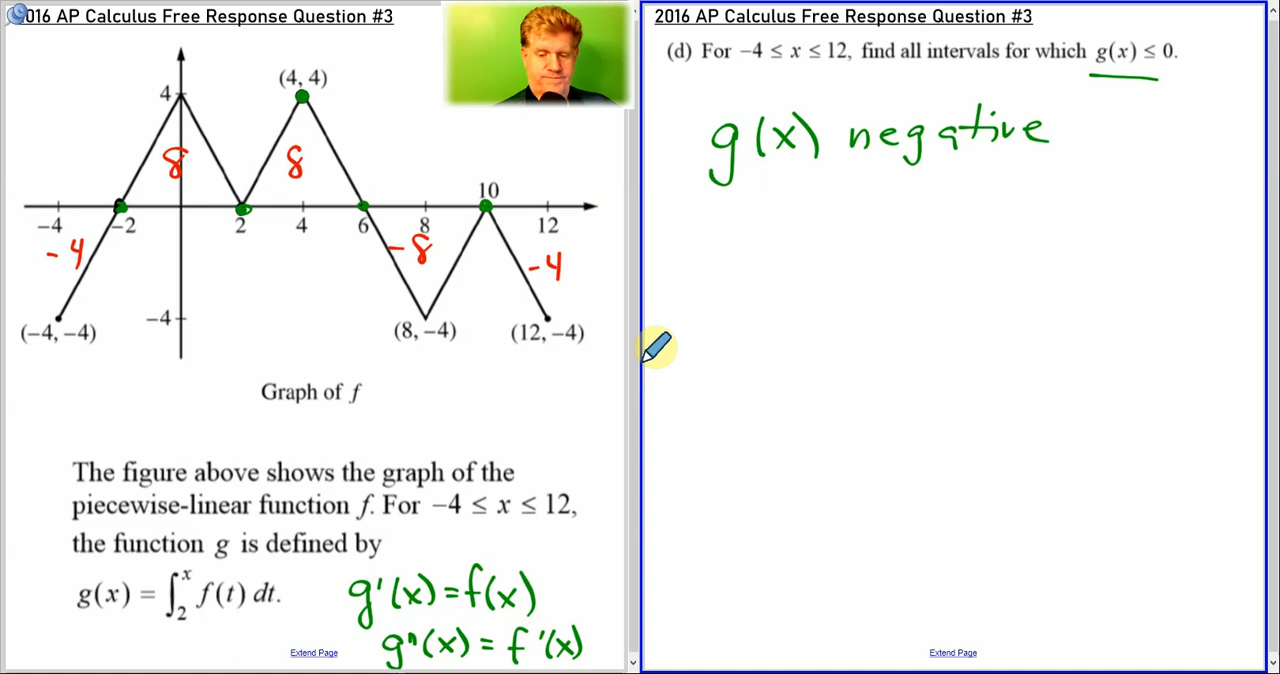 2016 AP Calculus Free Response Question #3
(4, 4)
4
8
8
10
−4
−2
2
4
6
8
12
-4
-8
-4
−4
(−4, −4)
(8, −4)
(12, −4)
Graph of f
The figure above shows the graph of the
piecewise-linear function f. For −4 ≤ x ≤ 12,
the function g is defined by
g(x) = ∫₂ˣ f(t) dt.
g'(x) = f(x)
g"(x) = f'(x)
Extend Page
2016 AP Calculus Free Response Question #3
(d) For −4 ≤ x ≤ 12, find all intervals for which g(x) ≤ 0.
g(x) negative
Extend Page